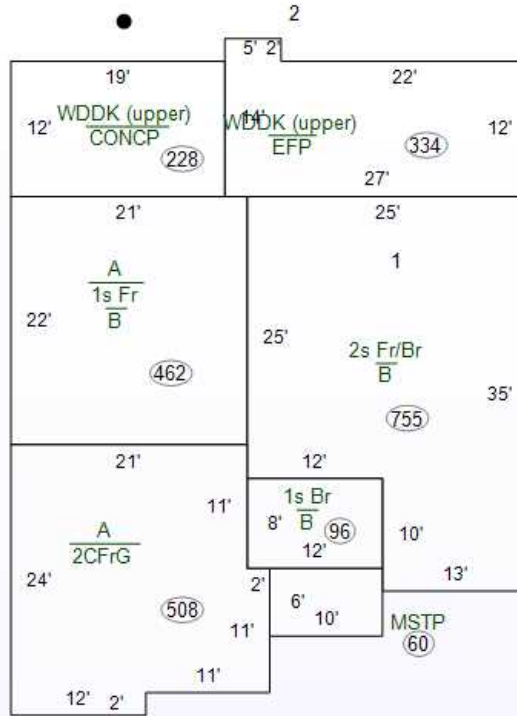 2
5' 2'
19' 22'
12' WDDK (upper) 14' WDDK (upper) 12'
CONCP EFP
228 334
27'
21' 25'
1
A
1s Fr
B
22' 25' 2s Fr/Br
B
462 35'
755
21' 12'
11' 1s Br
B
8' 96
A
2CFrG
10'
12'
24' 2' 13'
508 6'
10' MSTP
11' 60
11'
12' 2'